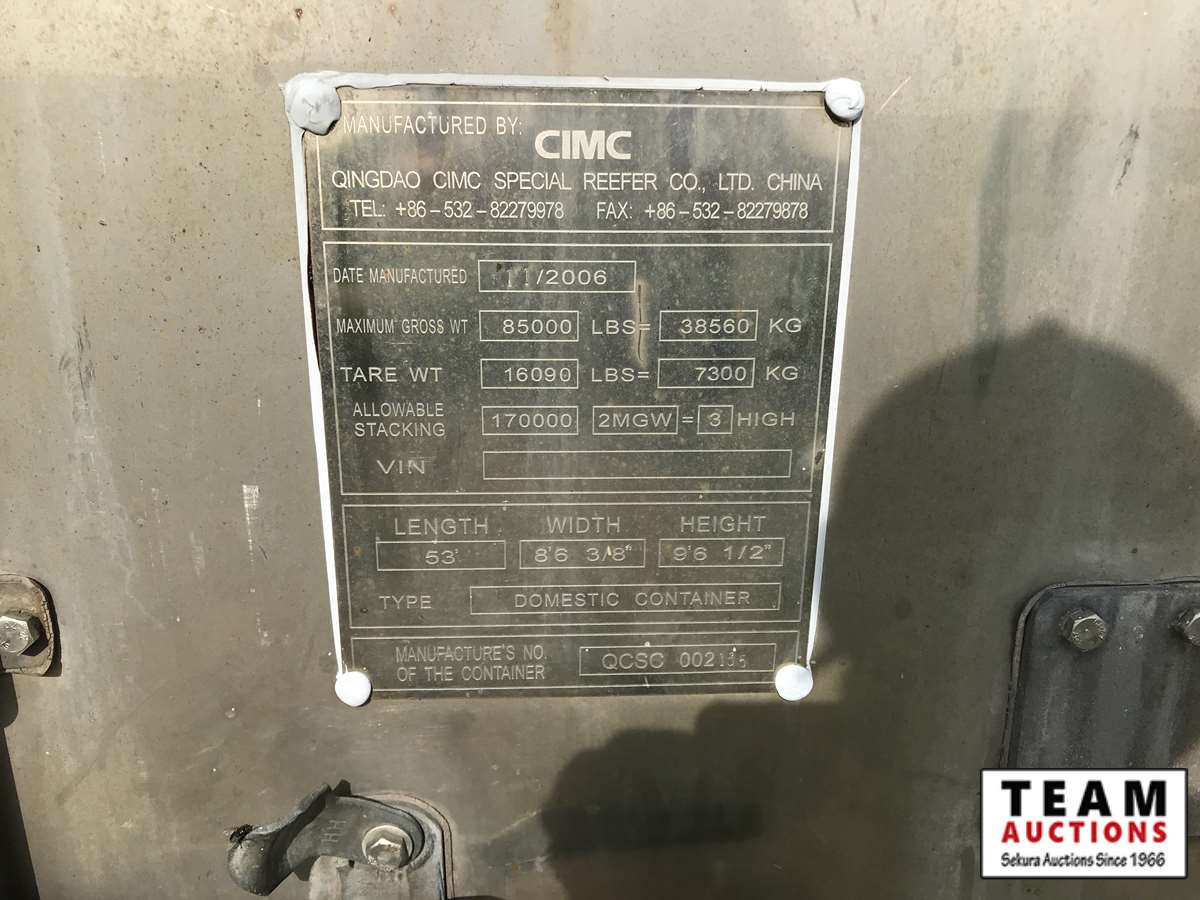 MANUFACTURED BY: CIMC
QINGDAO CIMC SPECIAL REEFER CO., LTD. CHINA
TEL: +86-532-82279978 FAX: +86-532-82279878
DATE MANUFACTURED 11/2006
MAXIMUM GROSS WT 85000 LBS= 38560 KG
TARE WT 16090 LBS= 7300 KG
ALLOWABLE STACKING 170000 2MGW = 3 HIGH
VIN
LENGTH WIDTH HEIGHT
53' 8'6 3/8" 9'6 1/2"
TYPE DOMESTIC CONTAINER
MANUFACTURE'S NO.
OF THE CONTAINER QCSC
TEAM
AUCTIONS
Sekura Auctions Since 1966